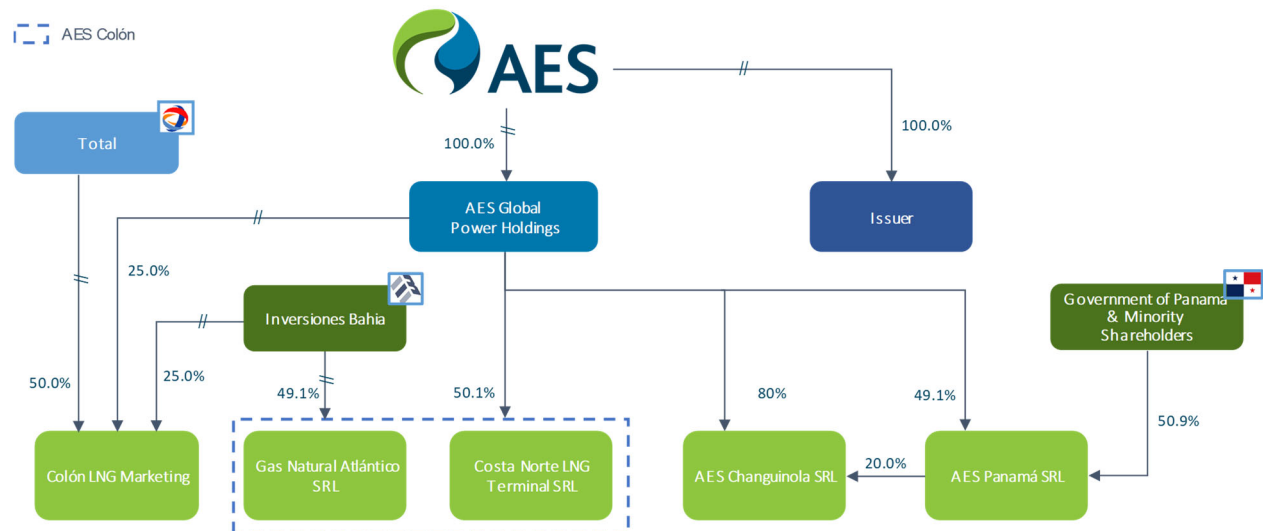 AES Colón
AES
Total
100.0%
100.0%
AES Global
Power Holdings
Issuer
25.0%
Inversiones Bahia
Government of Panamá
& Minority
Shareholders
50.0%
25.0%
49.1%
50.1%
80%
49.1%
50.9%
Colón LNG Marketing
Gas Natural Atlántico
SRL
Costa Norte LNG
Terminal SRL
AES Changuinola SRL
20.0%
AES Panamá SRL